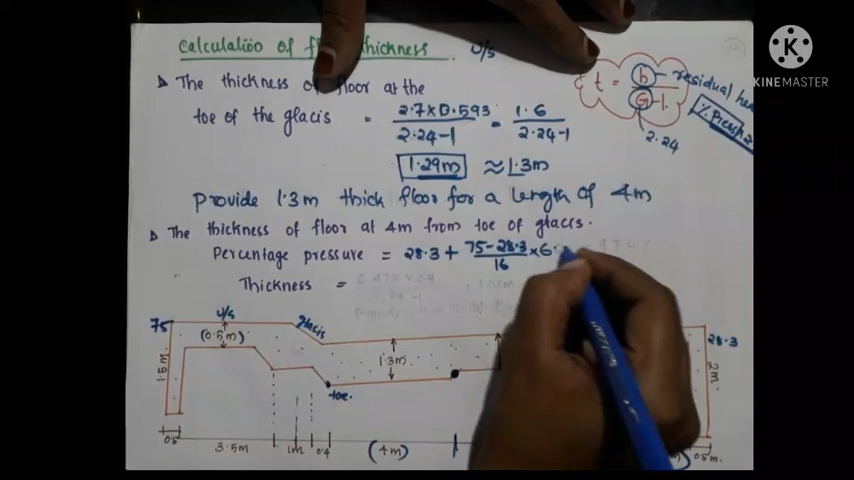 Calculation of thickness. U/s
▲ The thickness of floor at the
toe of the glacis = 2.7 x 0.593 / 2.24-1 = 1.6 / 2.24-1
t = h / G-1. residual
2.24
% Press
1.29m ≈ 1.3m
Provide 1.3m thick floor for a length of 4m
▲ The thickness of floor at 4m from toe of glacis.
Percentage pressure = 28.3 + 75-28.3 / 16 x 6.
Thickness =
75 U/s glacis 28.3
(0.5m) 1.3m
1.5m. 2m.
toe.
0.5 3.5m 1m 0.4 (4m) 0.5m.
K
KINEMASTER